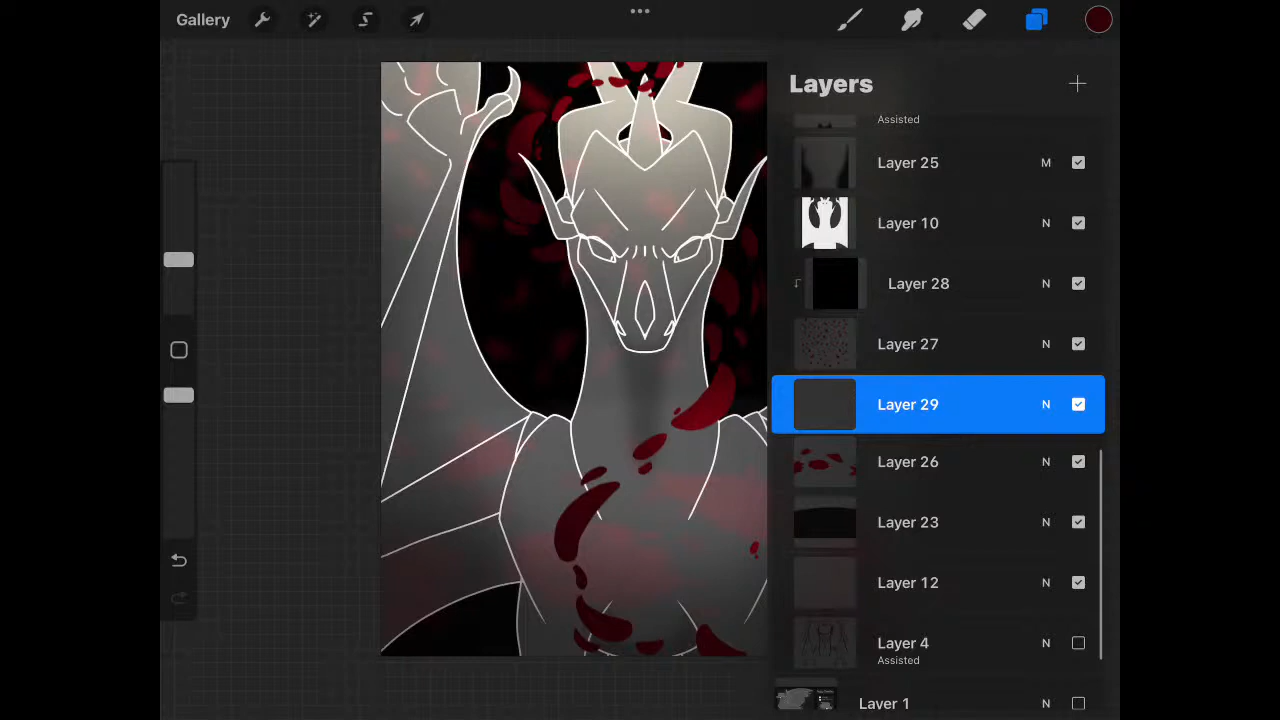 Gallery
Layers
Assisted
Layer 25 M
Layer 10 N
Layer 28 N
Layer 27 N
Layer 29 N
Layer 26 N
Layer 23 N
Layer 12 N
Layer 4 N
Assisted
Layer 1 N